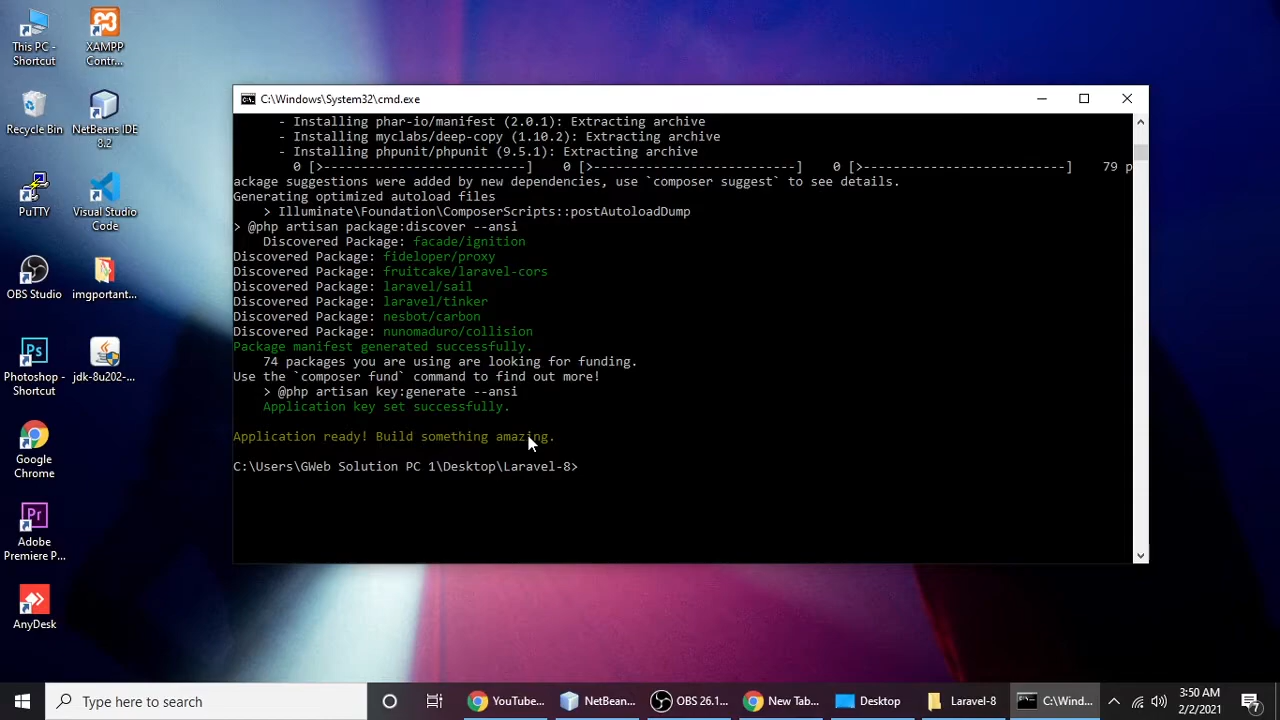 This PC -
Shortcut
XAMPP
Contr...
Recycle Bin
NetBeans IDE
8.2
PuTTY
Visual Studio
Code
OBS Studio
imgportant...
Photoshop -
Shortcut
jdk-8u202-...
Google
Chrome
Adobe
Premiere P...
AnyDesk
C:\Windows\System32\cmd.exe
- Installing phar-io/manifest (2.0.1): Extracting archive
- Installing myclabs/deep-copy (1.10.2): Extracting archive
- Installing phpunit/phpunit (9.5.1): Extracting archive
0 [>---------------------------] 0 [>---------------------------] 0 [>---------------------------] 79 p
ackage suggestions were added by new dependencies, use `composer suggest` to see details.
Generating optimized autoload files
> Illuminate\Foundation\ComposerScripts::postAutoloadDump
> @php artisan package:discover --ansi
Discovered Package: facade/ignition
Discovered Package: fideloper/proxy
Discovered Package: fruitcake/laravel-cors
Discovered Package: laravel/sail
Discovered Package: laravel/tinker
Discovered Package: nesbot/carbon
Discovered Package: nunomaduro/collision
Package manifest generated successfully.
74 packages you are using are looking for funding.
Use the `composer fund` command to find out more!
> @php artisan key:generate --ansi
Application key set successfully.
Application ready! Build something amazing.
C:\Users\GWeb Solution PC 1\Desktop\Laravel-8>
Type here to search
YouTube...
NetBean...
OBS 26.1...
New Tab...
Desktop
Laravel-8
C:\Wind...
3:50 AM
2/2/2021
7